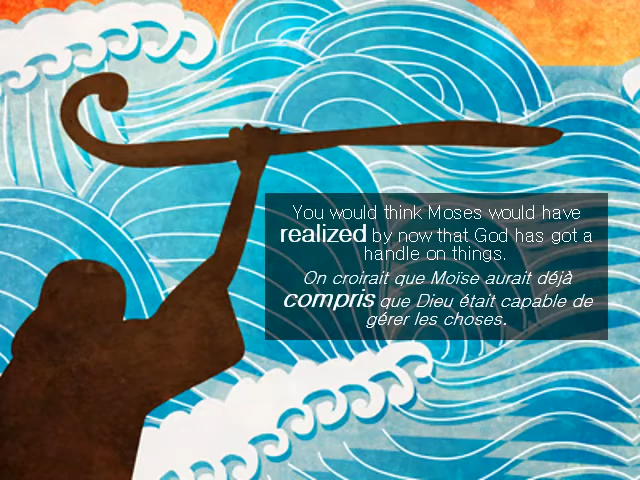 You would think Moses would have
realized by now that God has got a
handle on things.
On croirait que Moïse aurait déjà
compris que Dieu était capable de
gérer les choses.